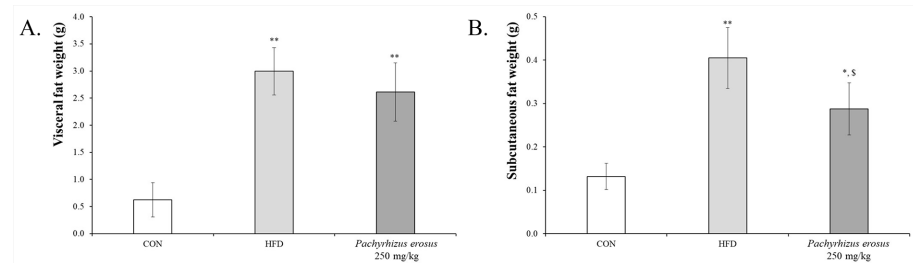 A.
Visceral fat weight (g)
4.0
3.5
3.0
2.5
2.0
1.5
1.0
0.5
0.0
**
**
CON
HFD
Pachyrhizus erosus
250 mg/kg
B.
Subcutaneous fat weight (g)
0.5
0.4
0.3
0.2
0.1
0.0
**
*, $
CON
HFD
Pachyrhizus erosus
250 mg/kg